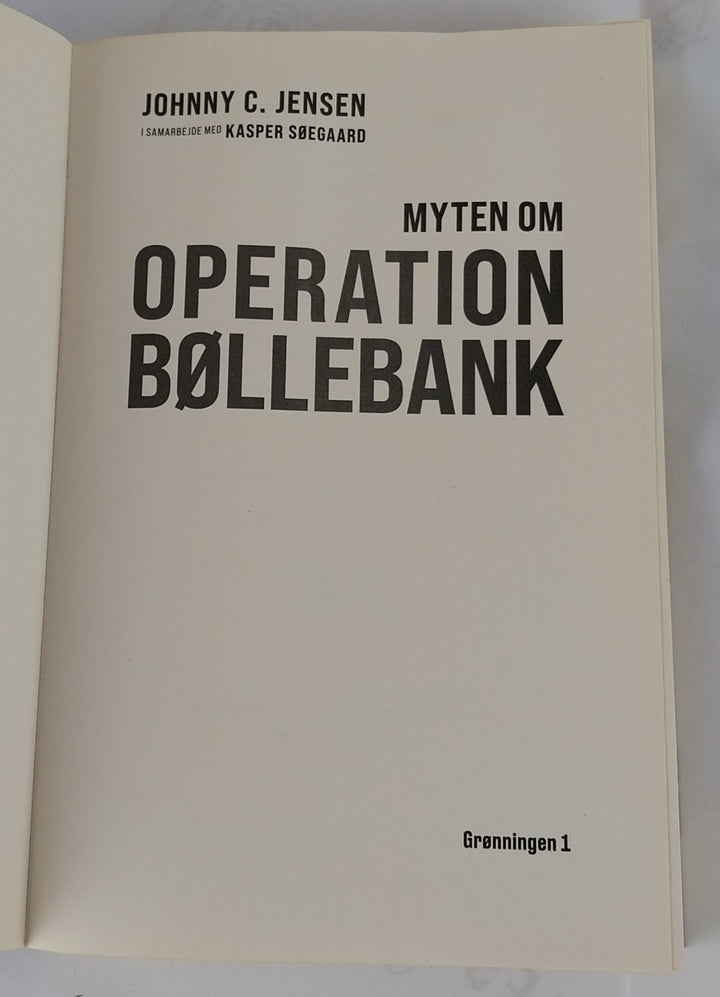 JOHNNY C. JENSEN
I SAMARBEJDE MED KASPER SØEGAARD
MYTEN OM
OPERATION
BØLLEBANK
Grønningen 1